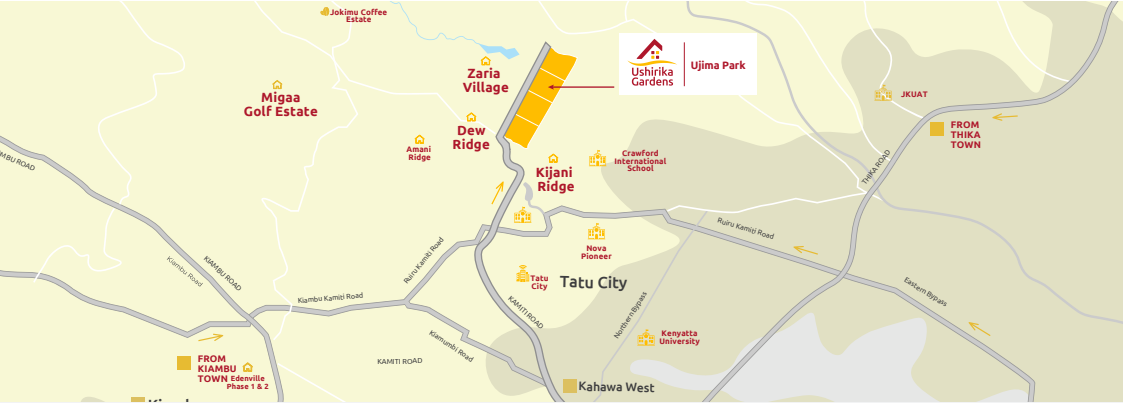 Jokimu Coffee
Estate
Ushirika
Gardens
Ujima Park
Zaria
Village
Migaa
Golf Estate
JKUAT
FROM
THIKA
TOWN
Dew
Ridge
Amani
Ridge
Crawford
International
School
Kijani
Ridge
THIKA ROAD
KIAMBU ROAD
Ruiru Kamiti Road
Ruiru Kamiti Road
Nova
Pioneer
KIAMBU ROAD
Kiambu Road
Tatu
City
Tatu City
Eastern Bypass
Kiambu Kamiti Road
KAMITI ROAD
Northern Bypass
Kiamumbi Road
Kenyatta
University
FROM
KIAMBU
TOWN
Edenville
Phase 1 & 2
KAMITI ROAD
Kahawa West